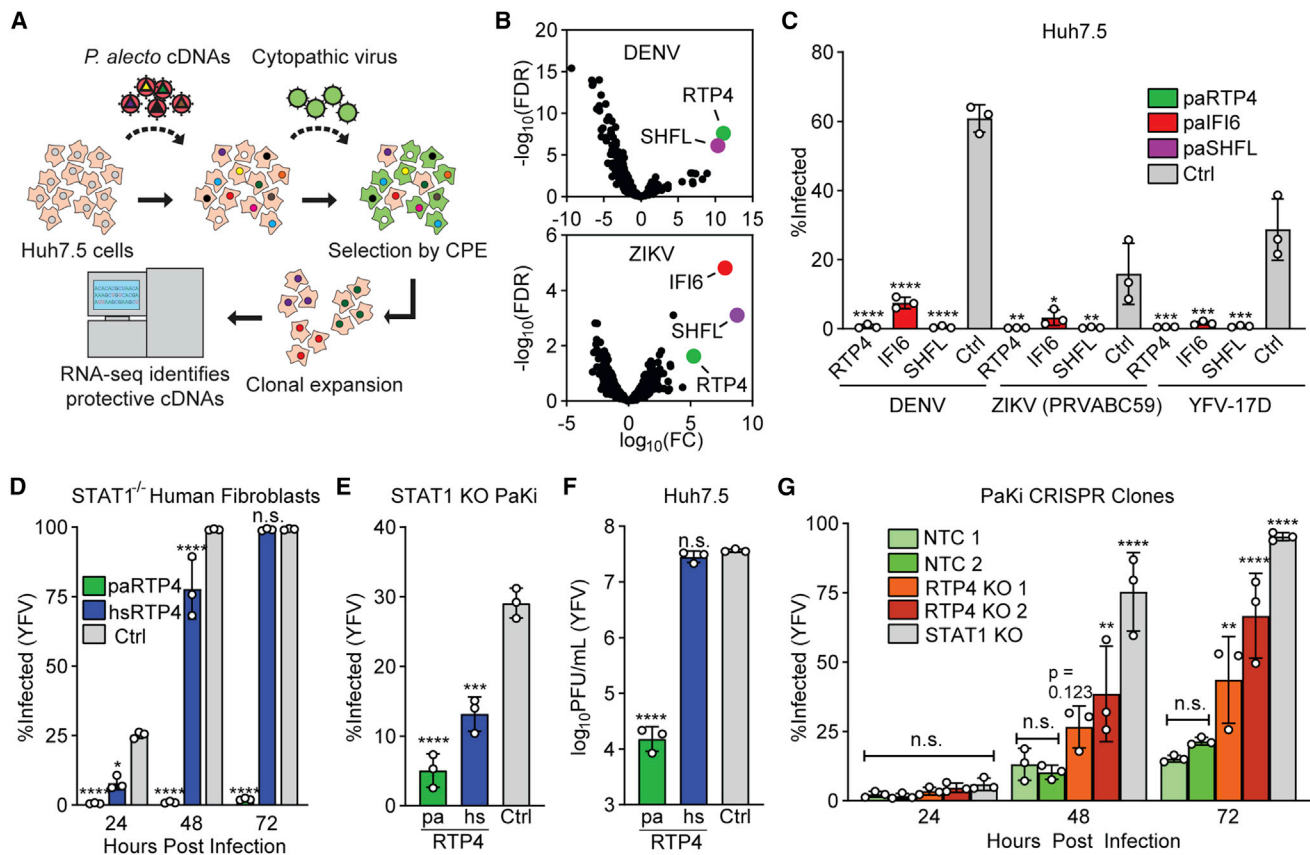 A
P. alecto cDNAs
Cytopathic virus
Huh7.5 cells
Selection by CPE
RNA-seq identifies
protective cDNAs
Clonal expansion
B
20
15
10
5
0
-log10(FDR)
DENV
RTP4
SHFL
-10 -5 0 5 10 15
6
4
2
0
-log10(FDR)
ZIKV
IFI6
SHFL
RTP4
-5 0 5 10
log10(FC)
C
Huh7.5
80
60
40
20
0
%Infected
paRTP4
paIFI6
paSHFL
Ctrl
**** **** **** ** * ** *** *** ***
RTP4 IFI6 SHFL Ctrl RTP4 IFI6 SHFL Ctrl RTP4 IFI6 SHFL Ctrl
DENV ZIKV (PRVABC59) YFV-17D
D
STAT1-/- Human Fibroblasts
100
75
50
25
0
%Infected (YFV)
paRTP4
hsRTP4
Ctrl
**** * **** **** **** n.s.
24 48 72
Hours Post Infection
E
STAT1 KO PaKi
40
30
20
10
0
%Infected (YFV)
**** ***
pa hs Ctrl
RTP4
F
Huh7.5
8
7
6
5
4
3
log10PFU/mL (YFV)
**** n.s.
pa hs Ctrl
RTP4
G
PaKi CRISPR Clones
100
75
50
25
0
%Infected (YFV)
NTC 1
NTC 2
RTP4 KO 1
RTP4 KO 2
STAT1 KO
n.s.
n.s. p = 0.123 ** ****
n.s. ** **** ****
24 48 72
Hours Post Infection